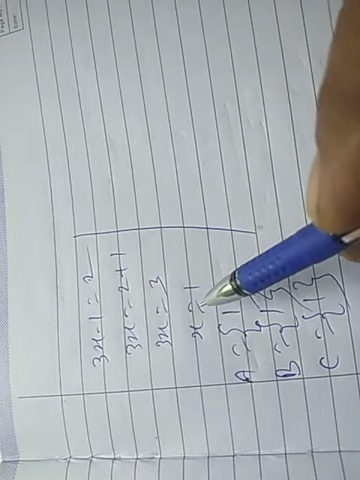 3x-1=2
3x=2+1
3x=3
x=1
A={1}
B={1}
C={1}